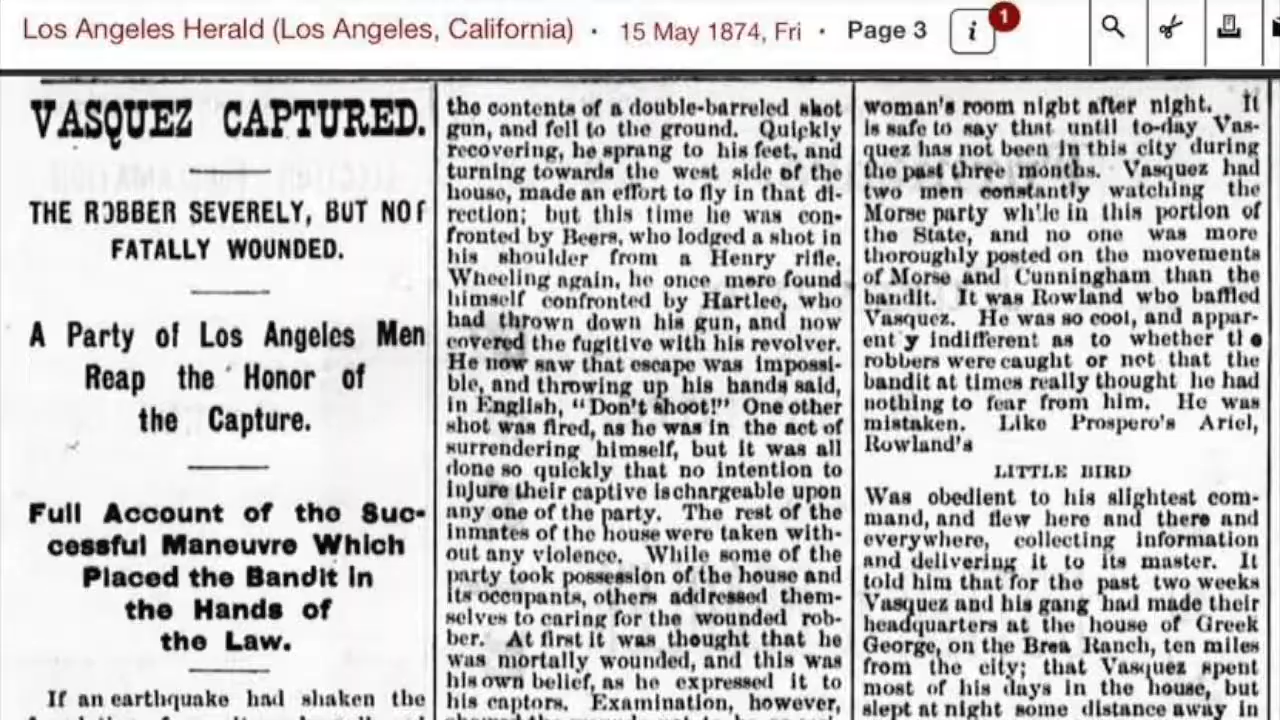 Los Angeles Herald (Los Angeles, California) · 15 May 1874, Fri · Page 3 i 1
VASQUEZ CAPTURED.
THE ROBBER SEVERELY, BUT NOT
FATALLY WOUNDED.
A Party of Los Angeles Men
Reap the Honor of
the Capture.
Full Account of the Suc-
cessful Maneuvre Which
Placed the Bandit in
the Hands of
the Law.
If an earthquake had shaken the
the contents of a double-barreled shot
gun, and fell to the ground. Quickly
recovering, he sprang to his feet, and
turning towards the west side of the
house, made an effort to fly in that di-
rection; but this time he was con-
fronted by Beers, who lodged a shot in
his shoulder from a Henry rifle.
Wheeling again, he once more found
himself confronted by Hartlee, who
had thrown down his gun, and now
covered the fugitive with his revolver.
He now saw that escape was impossi-
ble, and throwing up his hands said,
in English, "Don't shoot!" One other
shot was fired, as he was in the act of
surrendering himself, but it was all
done so quickly that no intention to
injure their captive is chargeable upon
any one of the party. The rest of the
inmates of the house were taken with-
out any violence. While some of the
party took possession of the house and
its occupants, others addressed them-
selves to caring for the wounded rob-
ber. At first it was thought that he
was mortally wounded, and this was
his own belief, as he expressed it to
his captors. Examination, however,
woman's room night after night. It
is safe to say that until to-day Vas-
quez has not been in this city during
the past three months. Vasquez had
two men constantly watching the
Morse party while in this portion of
the State, and no one was more
thoroughly posted on the movements
of Morse and Cunningham than the
bandit. It was Rowland who baffled
Vasquez. He was so cool, and appar-
ent'y indifferent as to whether the
robbers were caught or not that the
bandit at times really thought he had
nothing to fear from him. He was
mistaken. Like Prospero's Ariel,
Rowland's
LITTLE BIRD
Was obedient to his slightest com-
mand, and flew here and there and
everywhere, collecting information
and delivering it to its master. It
told him that for the past two weeks
Vasquez and his gang had made their
headquarters at the house of Greek
George, on the Brea Ranch, ten miles
from the city; that Vasquez spent
most of his days in the house, but
slept at night some distance away in